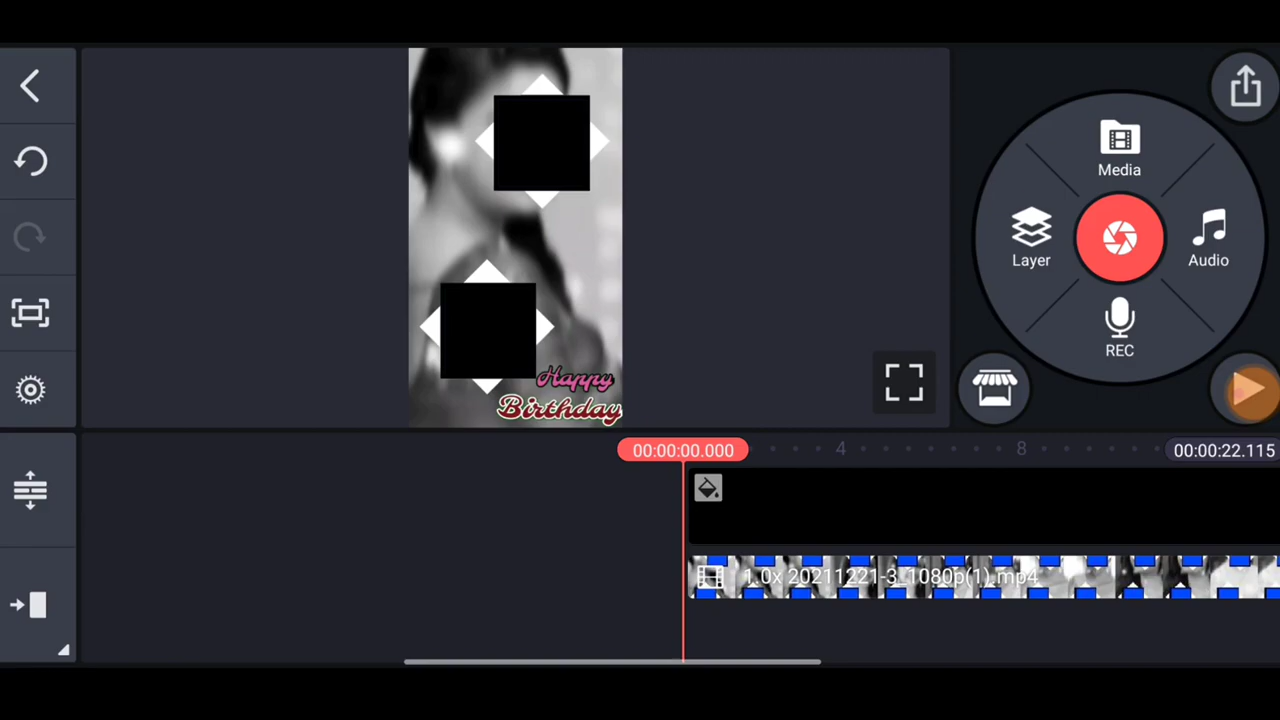 Media
Layer
Audio
REC
Happy
Birthday
00:00:00.000
4
8
00:00:22.115
1.0x 20211221-3_1080p(1).mp4